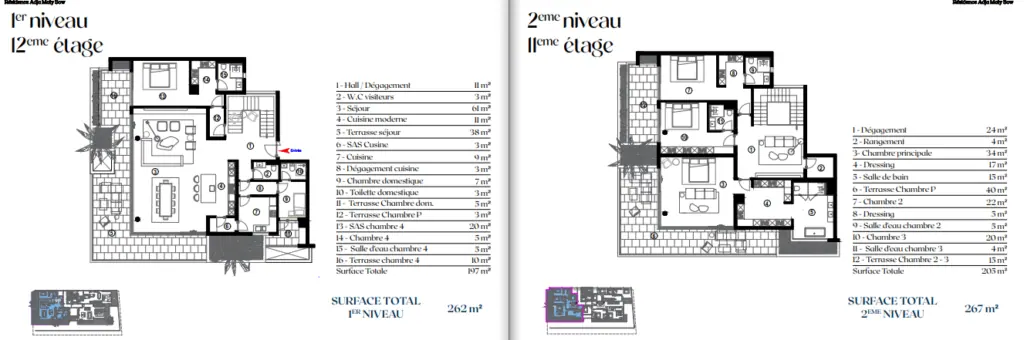 Résidence Adja Maty Sow
1er niveau
12eme étage
1 - Hall / Dégagement 11 m²
2 - W.C visiteurs 3 m²
3 - Séjour 61 m²
4 - Cuisine moderne 11 m²
5 - Terrasse séjour 38 m²
6 - SAS Cusine 3 m²
7 - Cuisine 9 m²
8 - Dégagement cuisine 3 m²
9 - Chambre domestique 7 m²
10 - Toilette domestique 3 m²
11 - Terrasse Chambre dom. 5 m²
12 - Terrasse Chambre P 3 m²
13 - SAS chambre 4 20 m²
14 - Chambre 4 5 m²
15 - Salle d'eau chambre 4 5 m²
16 - Terrasse chambre 4 10 m²
Surface Totale 197 m²
Entrée
SURFACE TOTAL
1ER NIVEAU
262 m²
Résidence Adja Maty Sow
2eme niveau
11eme étage
1 - Dégagement 24 m²
2 - Rangement 4 m²
3- Chambre principale 34 m²
4 - Dressing 17 m²
5 - Salle de bain 15 m²
6 - Terrasse Chambre P 40 m²
7 - Chambre 2 22 m²
8 - Dressing 5 m²
9 - Salle d'eau chambre 2 5 m²
10 - Chambre 3 20 m²
11 - Salle d'eau chambre 3 4 m²
12 - Terrasse Chambre 2 - 3 15 m²
Surface Totale 205 m²
SURFACE TOTAL
2EME NIVEAU
267 m²